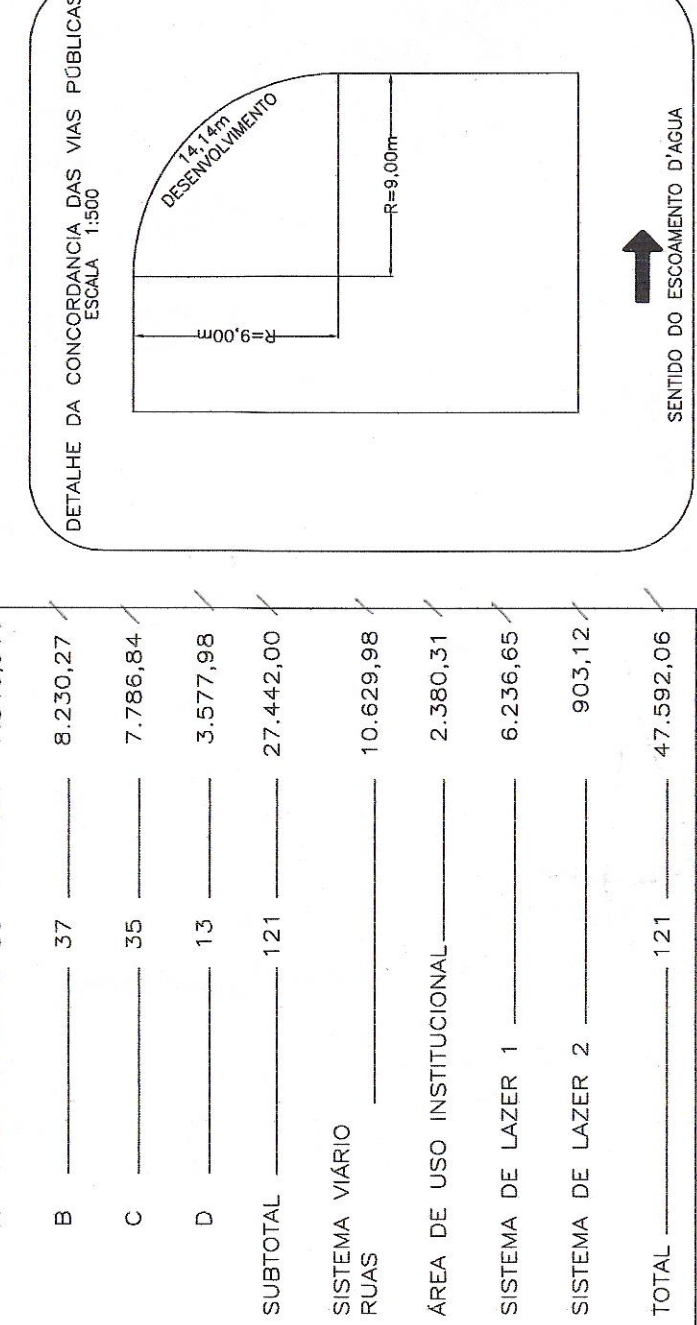 B 37 8.230,27
C 35 7.786,84
D 13 3.577,98
SUBTOTAL 121 27.442,00
SISTEMA VIÁRIO
RUAS 10.629,98
ÁREA DE USO INSTITUCIONAL 2.380,31
SISTEMA DE LAZER 1 6.236,65
SISTEMA DE LAZER 2 903,12
TOTAL 121 47.592,06
DETALHE DA CONCORDANCIA DAS VIAS PÚBLICAS
ESCALA 1:500
14,14m
DESENVOLVIMENTO
R=9,00m
R=9,00m
SENTIDO DO ESCOAMENTO D'AGUA